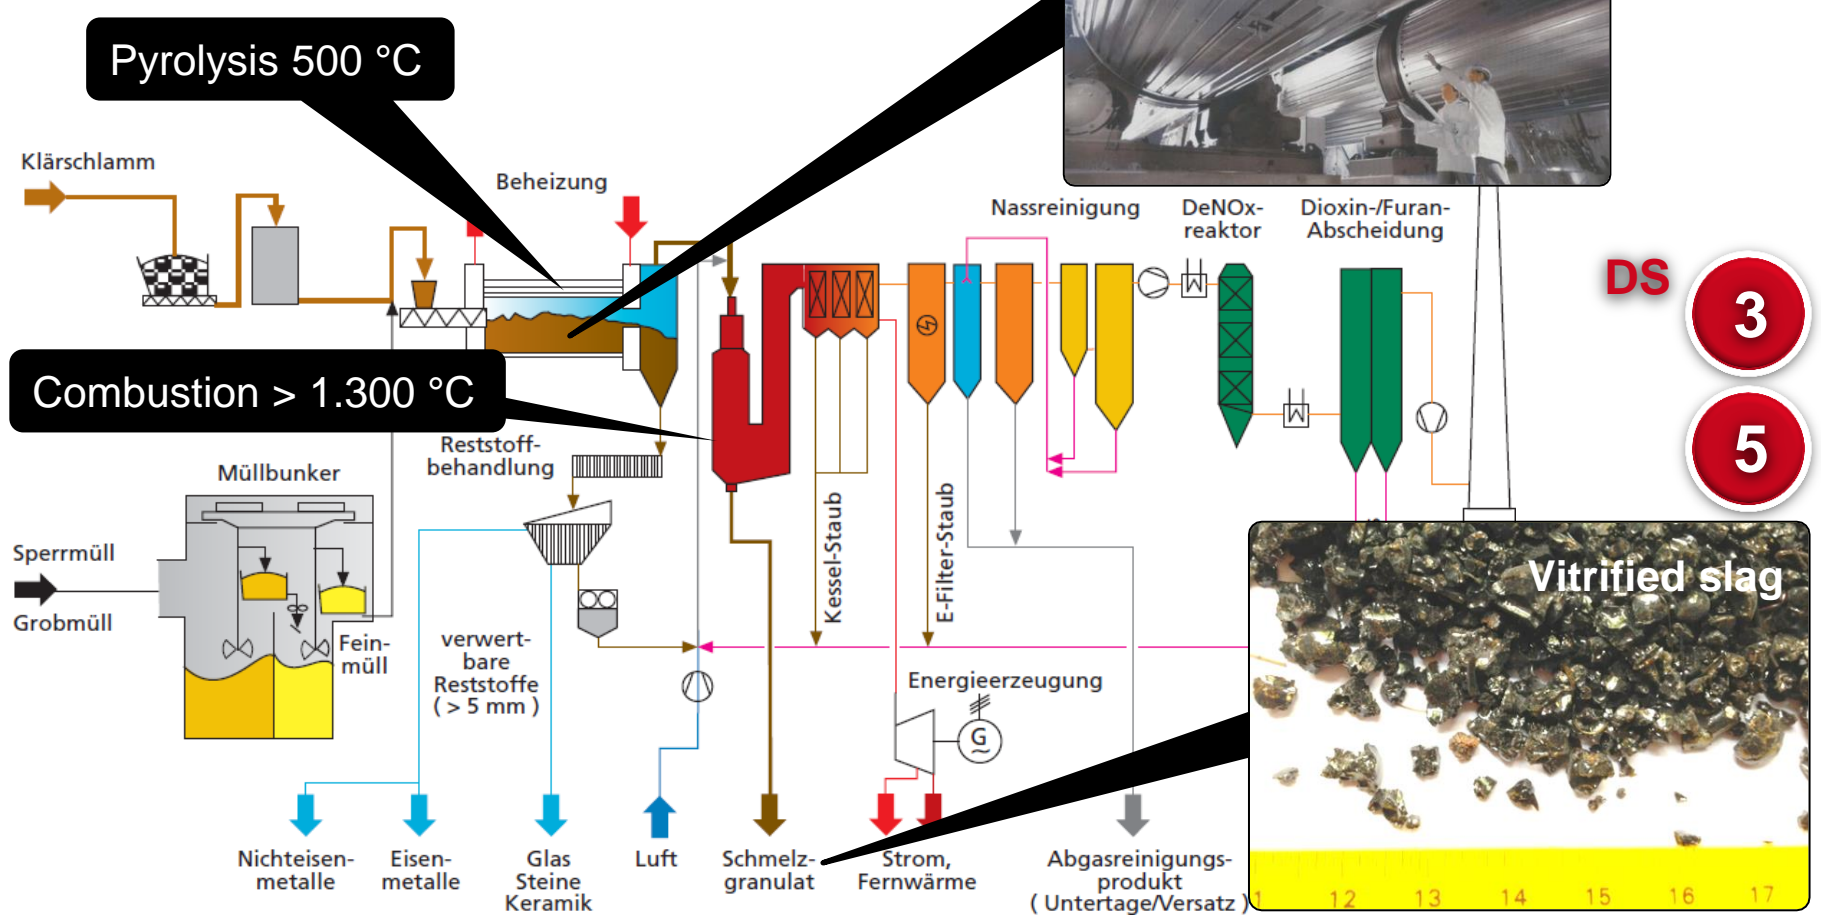 Pyrolysis 500 °C
Klärschlamm
Beheizung
Nassreinigung
DeNOx-
reaktor
Dioxin-/Furan-
Abscheidung
DS
3
5
Combustion > 1.300 °C
Reststoff-
behandlung
Müllbunker
Sperrmüll
Grobmüll
Fein-
müll
verwert-
bare
Reststoffe
( > 5 mm )
Kessel-Staub
E-Filter-Staub
Energieerzeugung
G
~
Vitrified slag
Nichteisen-
metalle
Eisen-
metalle
Glas
Steine
Keramik
Luft
Schmelz-
granulat
Strom,
Fernwärme
Abgasreinigungs-
produkt
( Untertage/Versatz )
1 12 13 14 15 16 17